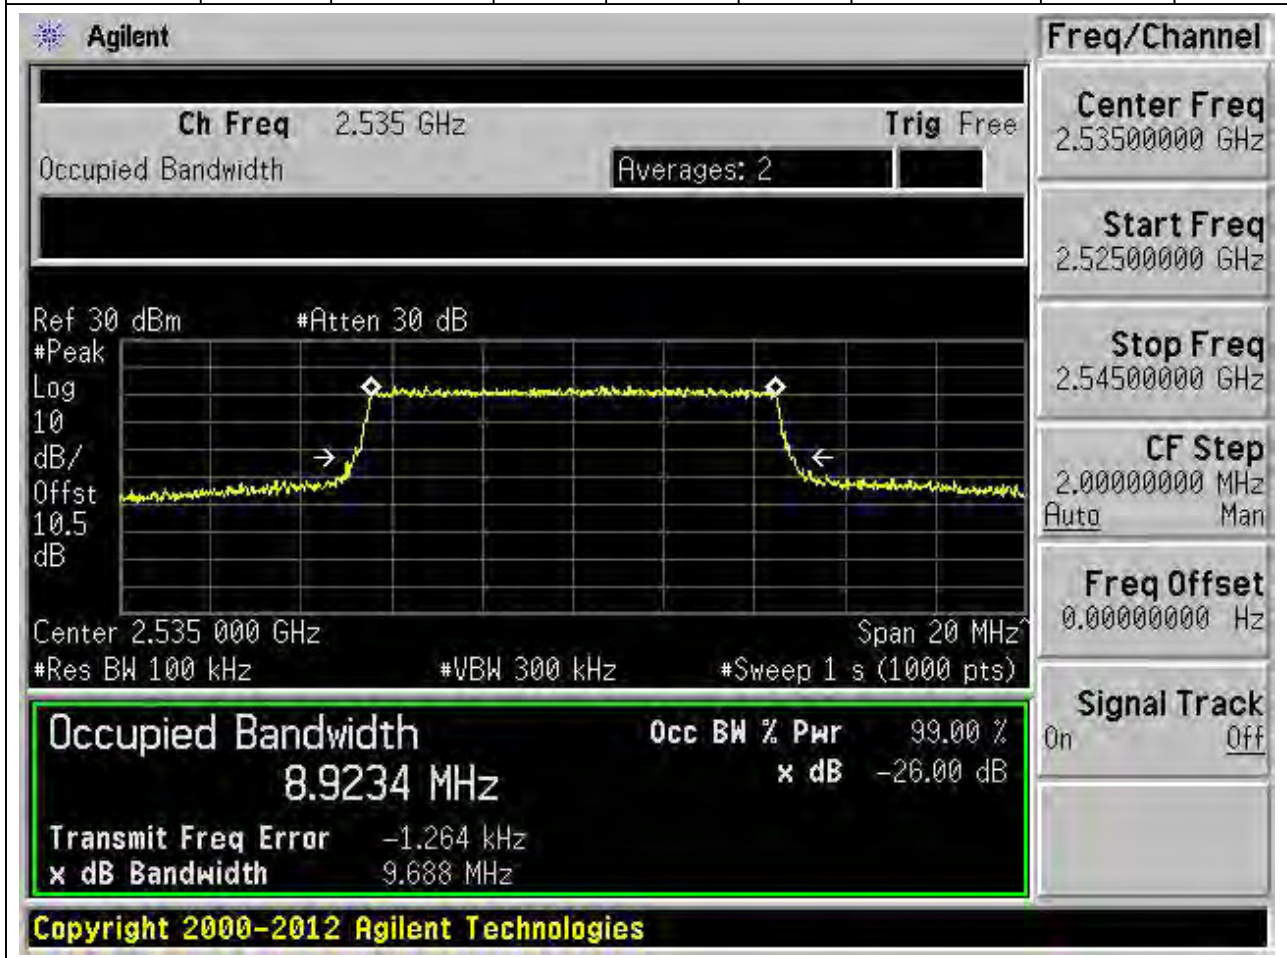 Agilent
Freq/Channel
Ch Freq 2.535 GHz Trig Free
Occupied Bandwidth Averages: 2
Center Freq
2.53500000 GHz
Start Freq
2.52500000 GHz
Stop Freq
2.54500000 GHz
CF Step
2.00000000 MHz
Auto Man
Freq Offset
0.00000000 Hz
Signal Track
On Off
Ref 30 dBm #Atten 30 dB
#Peak
Log
10
dB/
Offst
10.5
dB
Center 2.535 000 GHz Span 20 MHz^
#Res BW 100 kHz #VBW 300 kHz #Sweep 1 s (1000 pts)
Occupied Bandwidth Occ BW % Pwr 99.00 %
8.9234 MHz x dB -26.00 dB
Transmit Freq Error -1.264 kHz
x dB Bandwidth 9.688 MHz
Copyright 2000-2012 Agilent Technologies